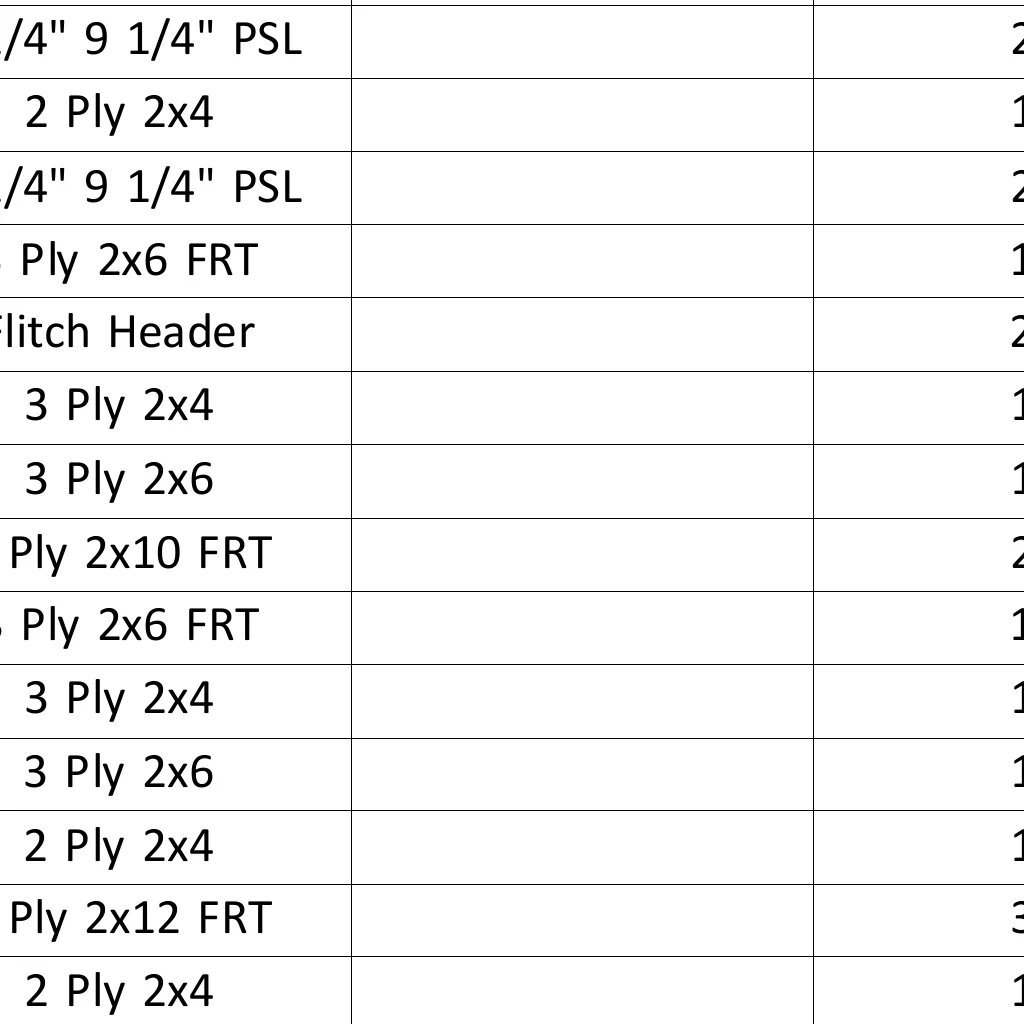 /4" 9 1/4" PSL 2
2 Ply 2x4 1
/4" 9 1/4" PSL 2
Ply 2x6 FRT 1
Flitch Header 2
3 Ply 2x4 1
3 Ply 2x6 1
Ply 2x10 FRT 2
Ply 2x6 FRT 1
3 Ply 2x4 1
3 Ply 2x6 1
2 Ply 2x4 1
Ply 2x12 FRT 3
2 Ply 2x4 1